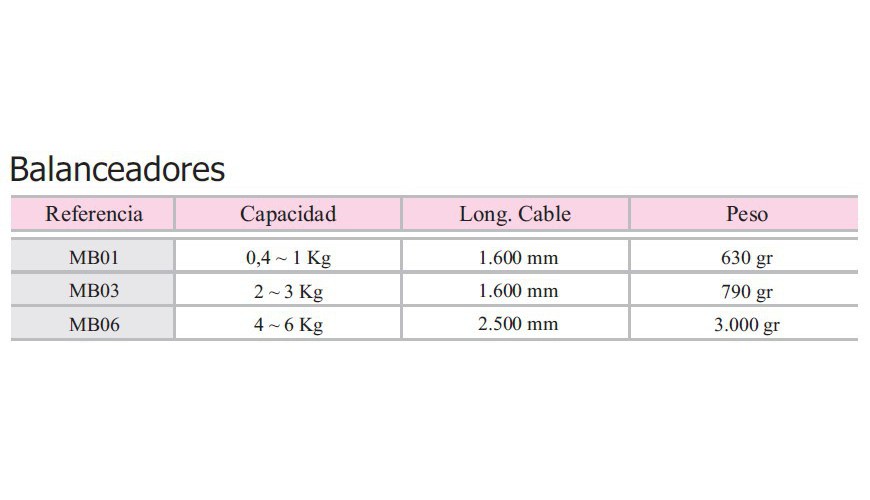 Balanceadores
Referencia Capacidad Long. Cable Peso
MB01 0,4 ~ 1 Kg 1.600 mm 630 gr
MB03 2 ~ 3 Kg 1.600 mm 790 gr
MB06 4 ~ 6 Kg 2.500 mm 3.000 gr